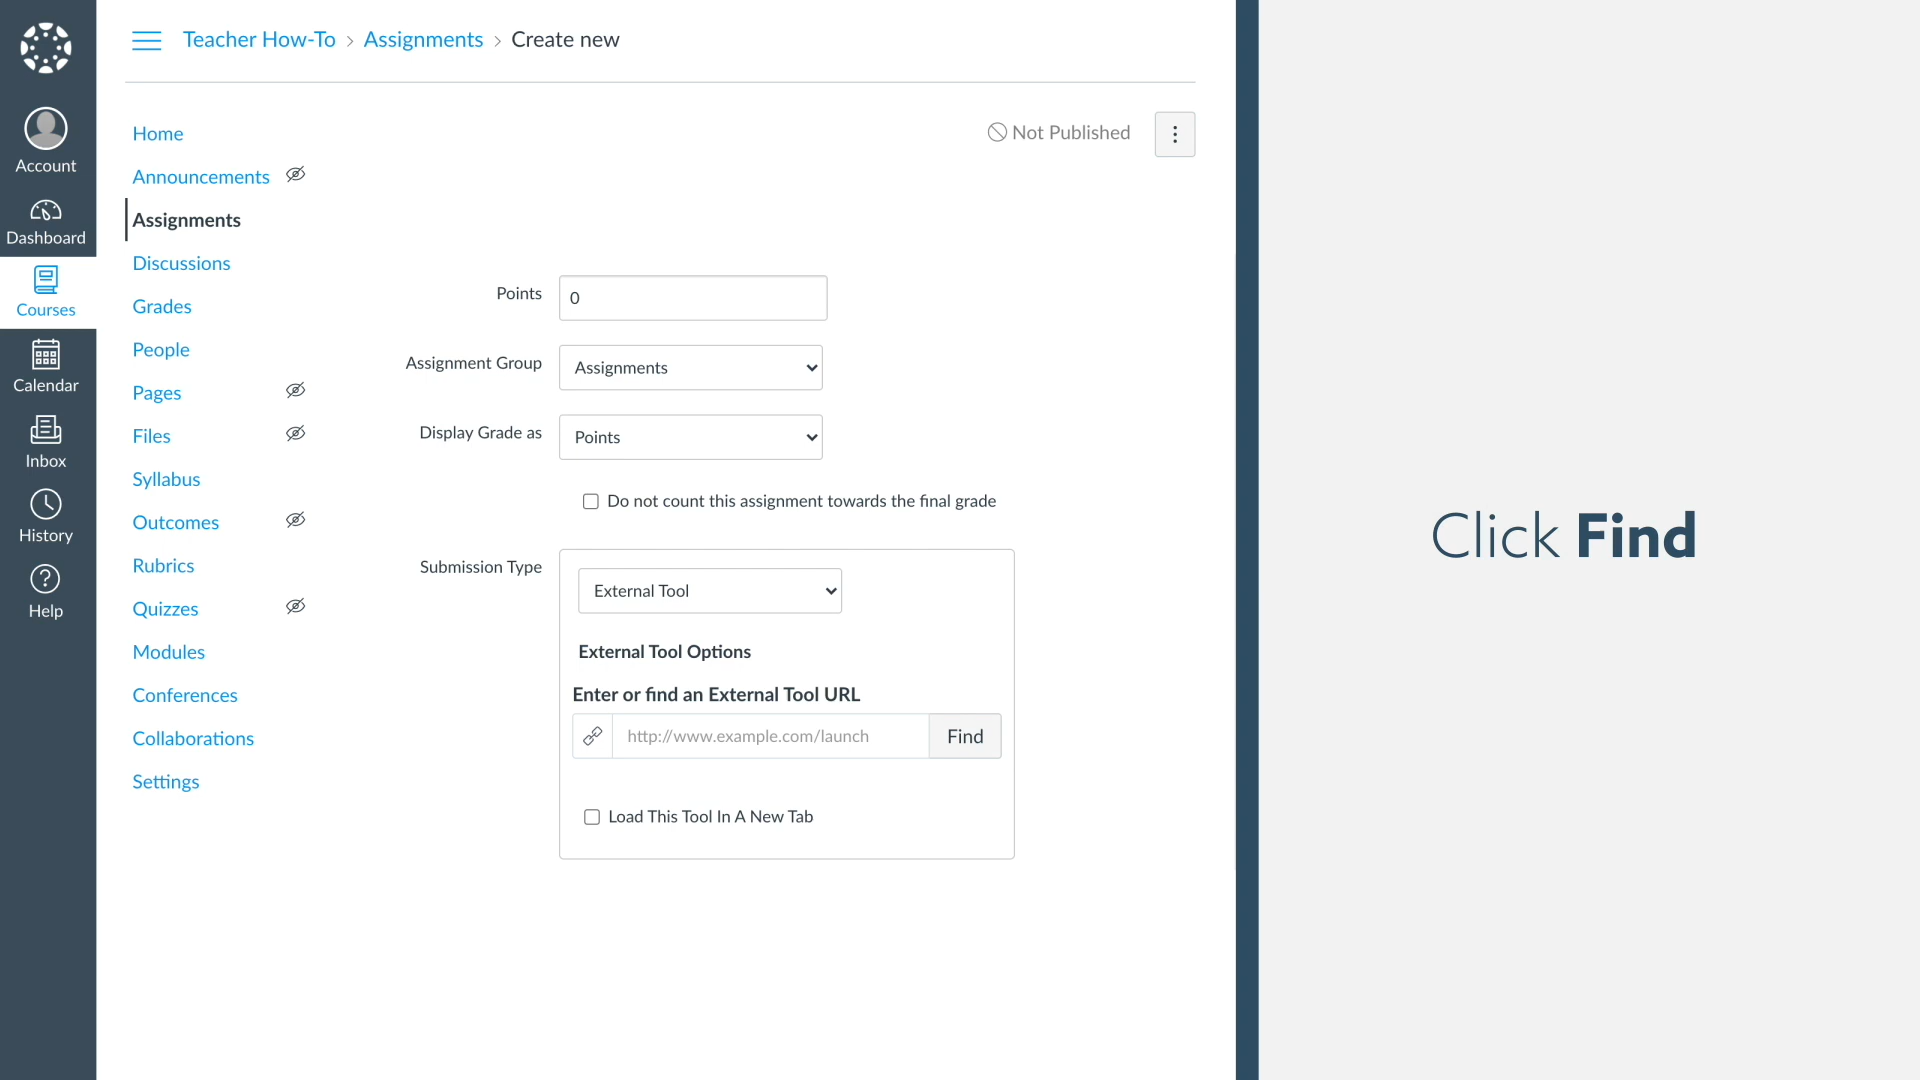 Teacher How-To > Assignments > Create new
Account
Dashboard
Courses
Calendar
Inbox
History
Help
Home
Announcements
Assignments
Discussions
Grades
People
Pages
Files
Syllabus
Outcomes
Rubrics
Quizzes
Modules
Conferences
Collaborations
Settings
Not Published
Points
0
Assignment Group
Assignments
Display Grade as
Points
Do not count this assignment towards the final grade
Submission Type
External Tool
External Tool Options
Enter or find an External Tool URL
http://www.example.com/launch
Find
Load This Tool In A New Tab
Click Find